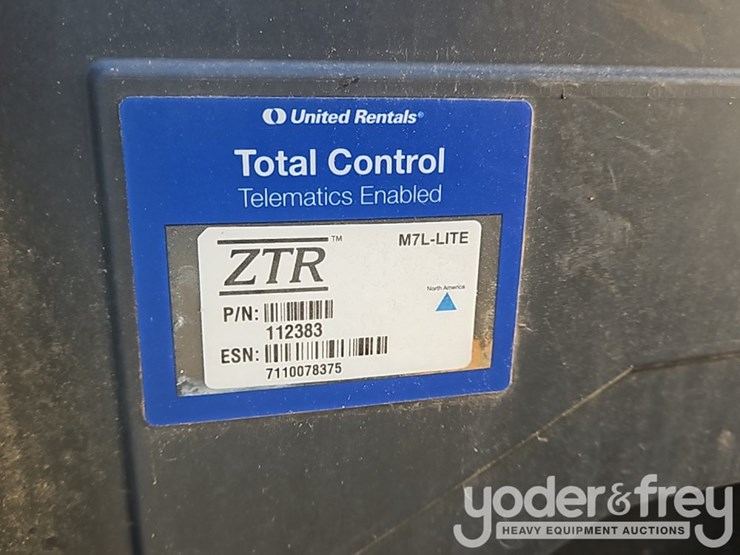 United Rentals®
Total Control
Telematics Enabled
ZTR™
M7L-LITE
North America
P/N:
112383
ESN:
7110078375
yoder&frey
HEAVY EQUIPMENT AUCTIONS